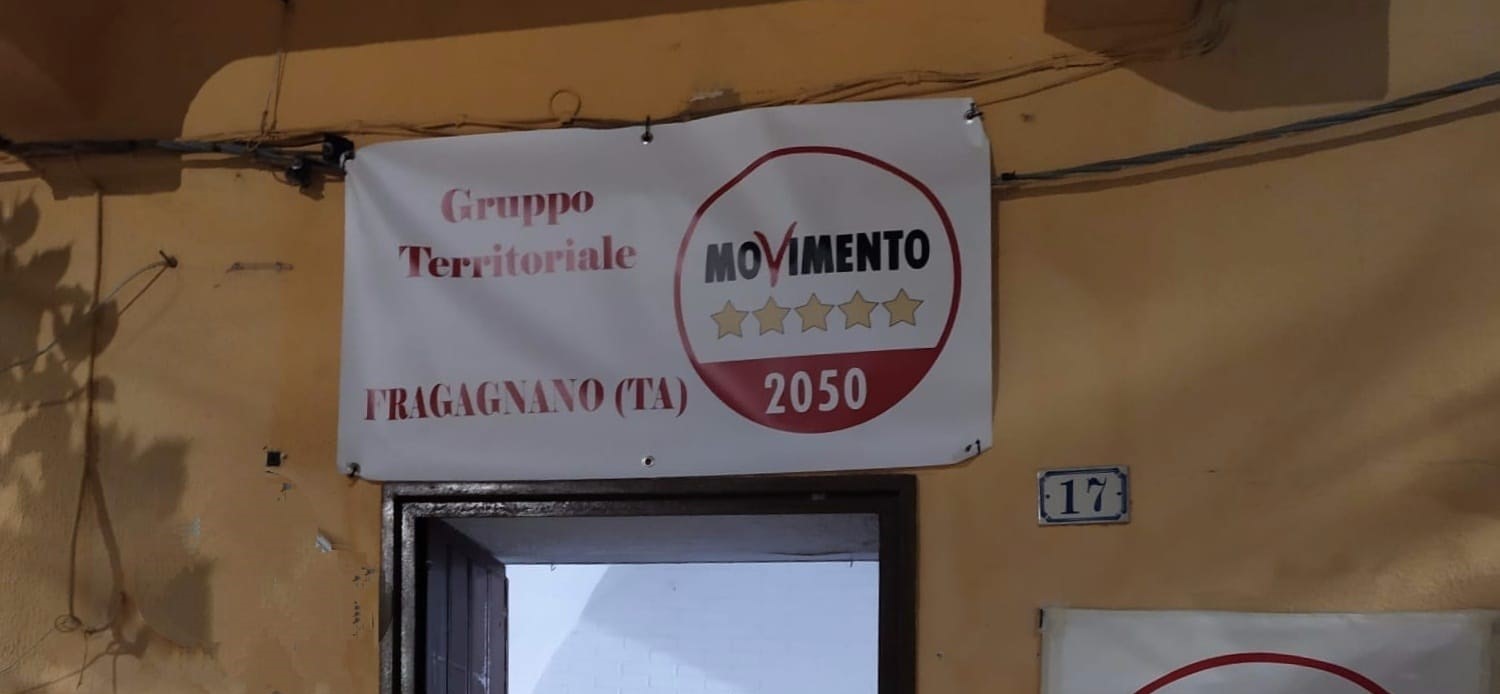 Gruppo
Territoriale
FRAGAGNANO (TA)
MOVIMENTO
2050
17